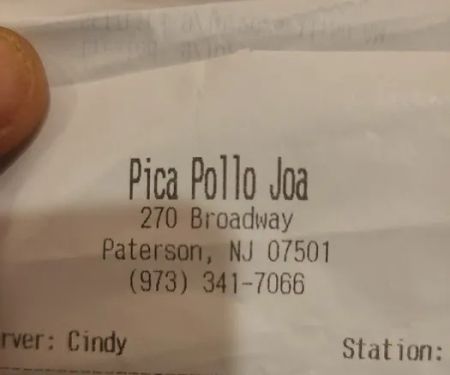 Pica Pollo Joa
270 Broadway
Paterson, NJ 07501
(973) 341-7066
rver: Cindy Station: